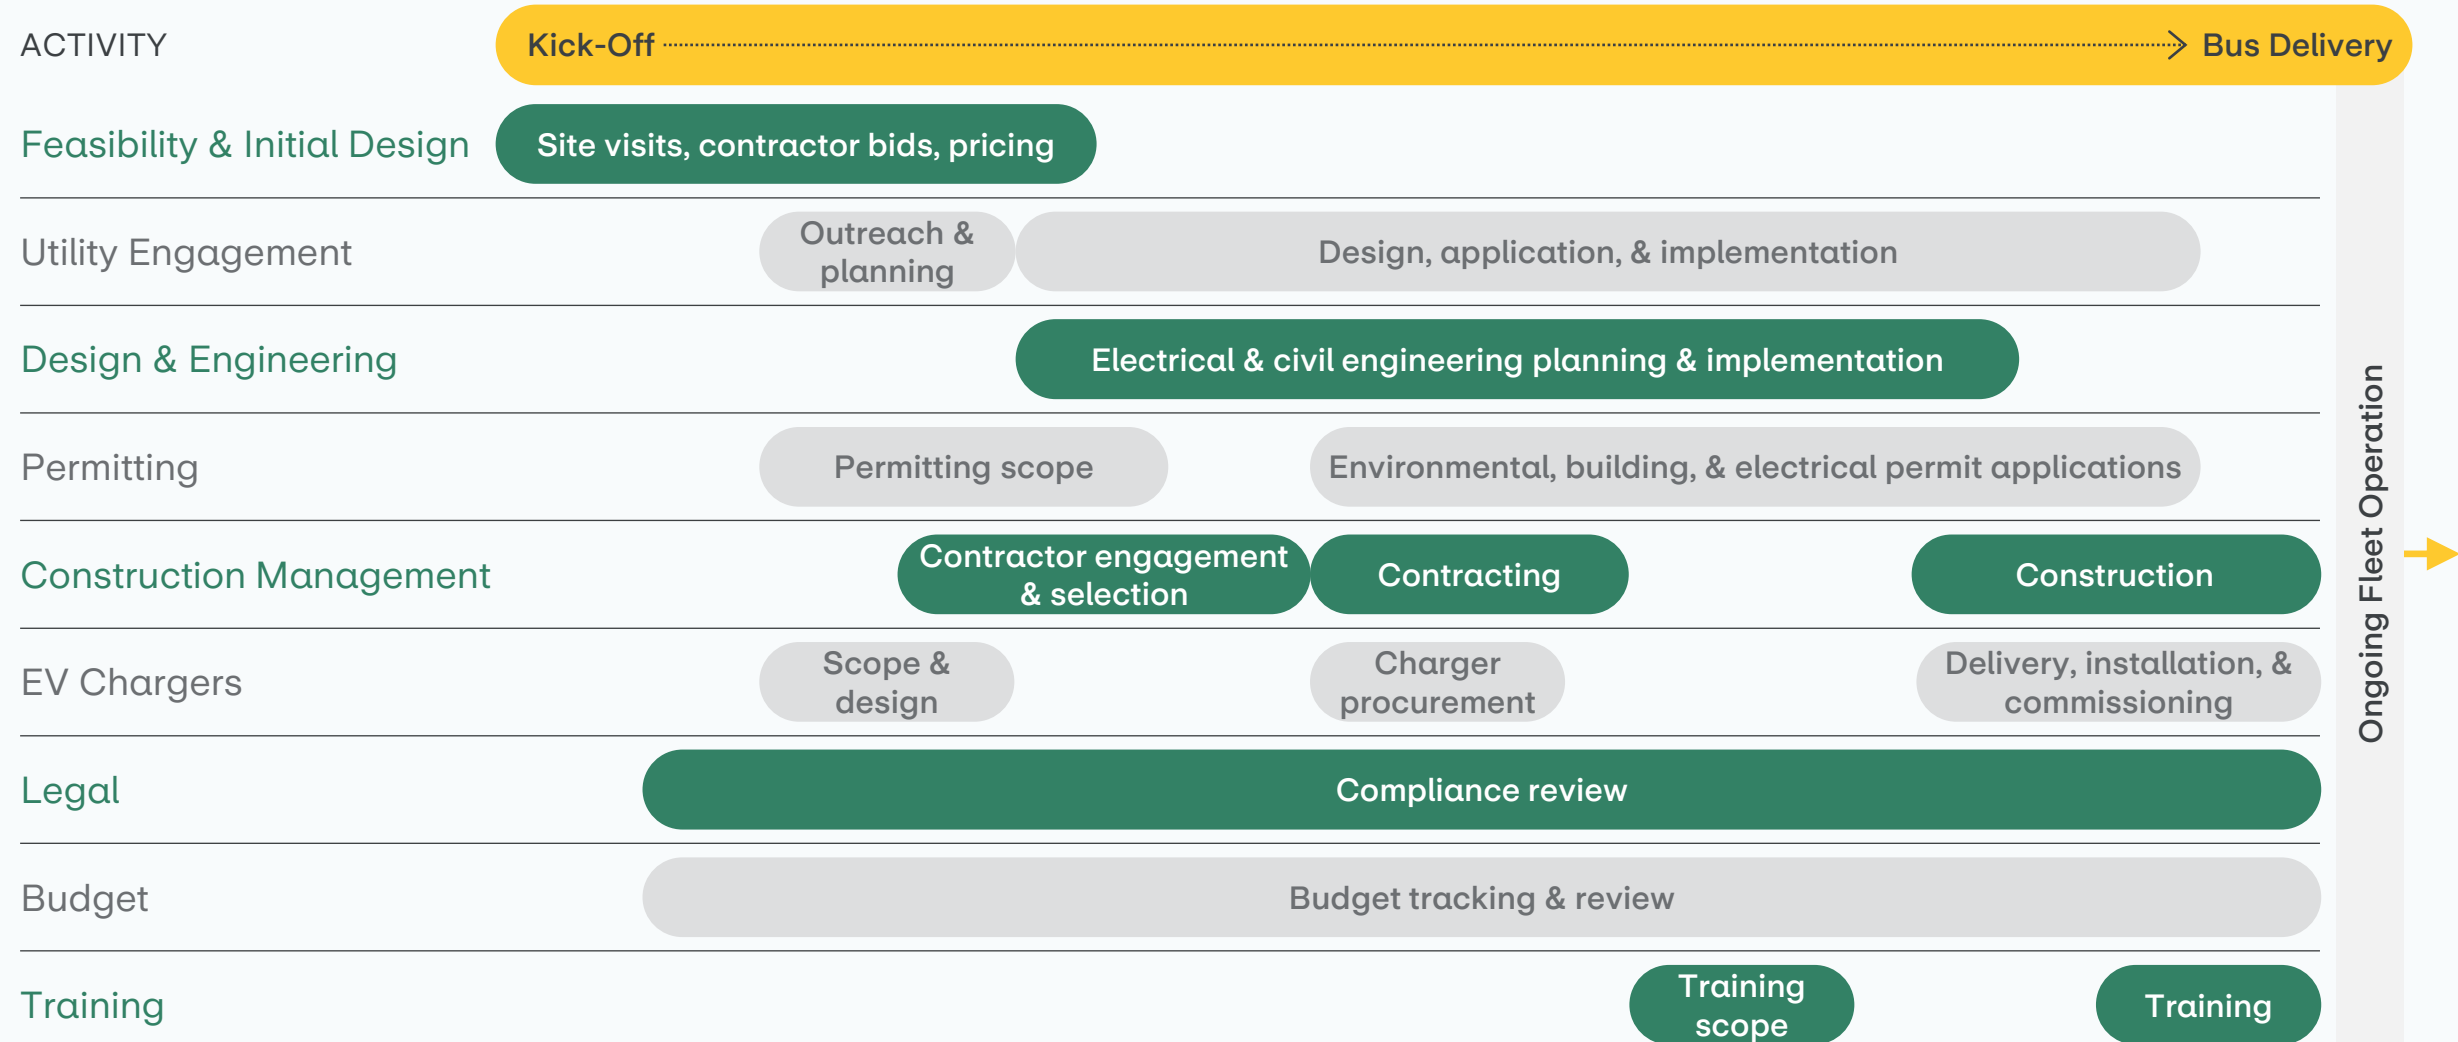 ACTIVITY
Kick-Off
Bus Delivery
Feasibility & Initial Design
Site visits, contractor bids, pricing
Utility Engagement
Outreach &
planning
Design, application, & implementation
Design & Engineering
Electrical & civil engineering planning & implementation
Permitting
Permitting scope
Environmental, building, & electrical permit applications
Construction Management
Contractor engagement
& selection
Contracting
Construction
EV Chargers
Scope &
design
Charger
procurement
Delivery, installation, &
commissioning
Legal
Compliance review
Budget
Budget tracking & review
Training
Training
scope
Training
Ongoing Fleet Operation